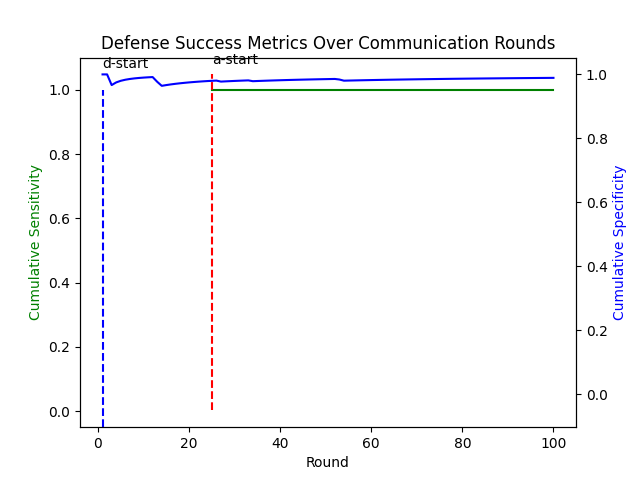 Defense Success Metrics Over Communication Rounds
d-start
a-start
Cumulative Sensitivity
1.0
0.8
0.6
0.4
0.2
0.0
1.0
0.8
0.6
0.4
0.2
0.0
Cumulative Specificity
0 20 40 60 80 100
Round